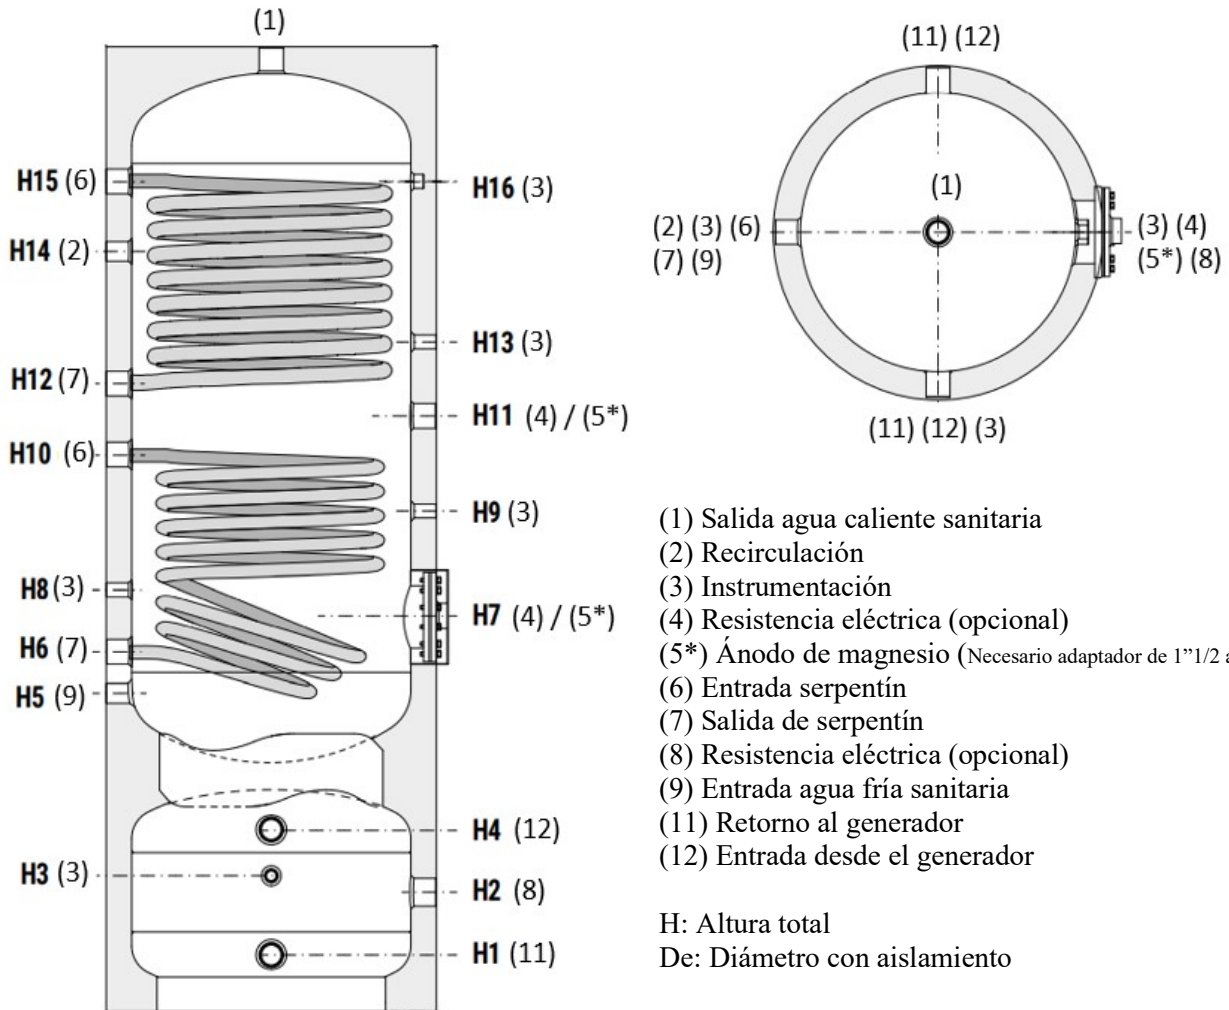 (1)
H15 (6)
H16 (3)
H14 (2)
H13 (3)
H12 (7)
H11 (4) / (5*)
H10 (6)
H9 (3)
H8 (3)
H7 (4) / (5*)
H6 (7)
H5 (9)
H4 (12)
H3 (3)
H2 (8)
H1 (11)
(11) (12)
(1)
(2) (3) (6)
(7) (9)
(3) (4)
(5*) (8)
(11) (12) (3)
(1) Salida agua caliente sanitaria
(2) Recirculación
(3) Instrumentación
(4) Resistencia eléctrica (opcional)
(5*) Ánodo de magnesio (Necesario adaptador de 1”1/2 a
(6) Entrada serpentín
(7) Salida de serpentín
(8) Resistencia eléctrica (opcional)
(9) Entrada agua fría sanitaria
(11) Retorno al generador
(12) Entrada desde el generador
H: Altura total
De: Diámetro con aislamiento